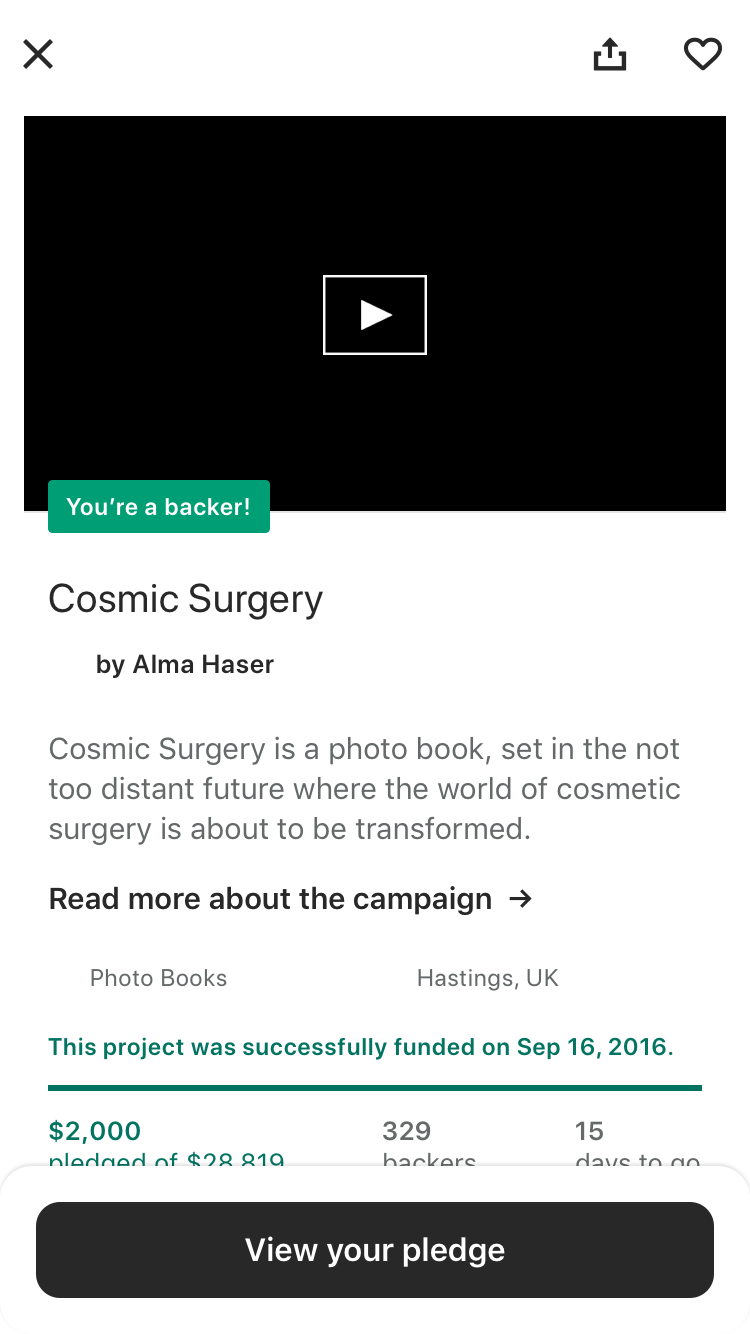 You’re a backer!
Cosmic Surgery
by Alma Haser
Cosmic Surgery is a photo book, set in the not
too distant future where the world of cosmetic
surgery is about to be transformed.
Read more about the campaign →
Photo Books Hastings, UK
This project was successfully funded on Sep 16, 2016.
$2,000 329 15
pledged of $28,819 backers days to go
View your pledge